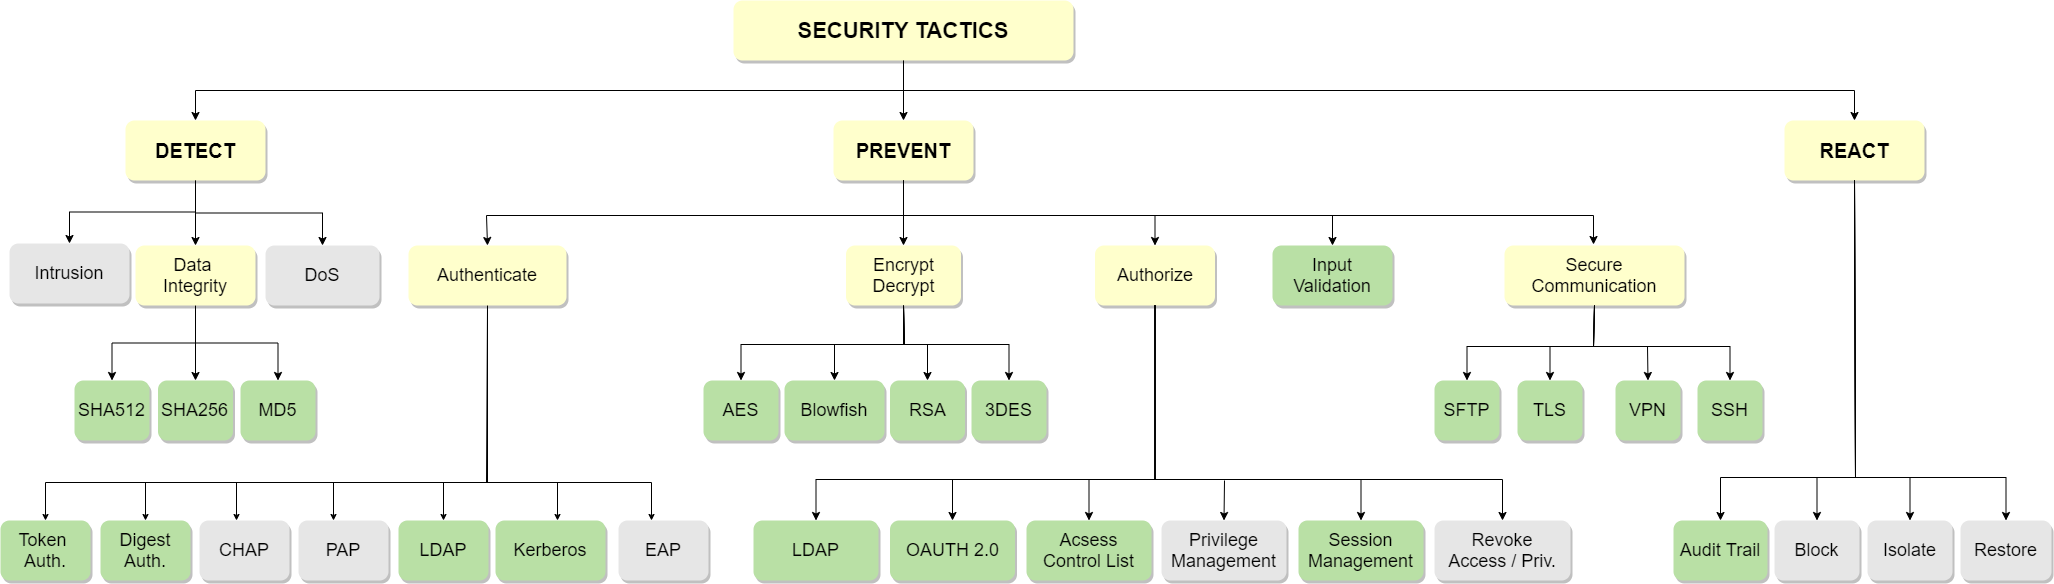 SECURITY TACTICS
DETECT
PREVENT
REACT
Intrusion
Data
Integrity
DoS
Authenticate
Encrypt
Decrypt
Authorize
Input
Validation
Secure
Communication
SHA512
SHA256
MD5
AES
Blowfish
RSA
3DES
SFTP
TLS
VPN
SSH
Token
Auth.
Digest
Auth.
CHAP
PAP
LDAP
Kerberos
EAP
LDAP
OAUTH 2.0
Acsess
Control List
Privilege
Management
Session
Management
Revoke
Access / Priv.
Audit Trail
Block
Isolate
Restore